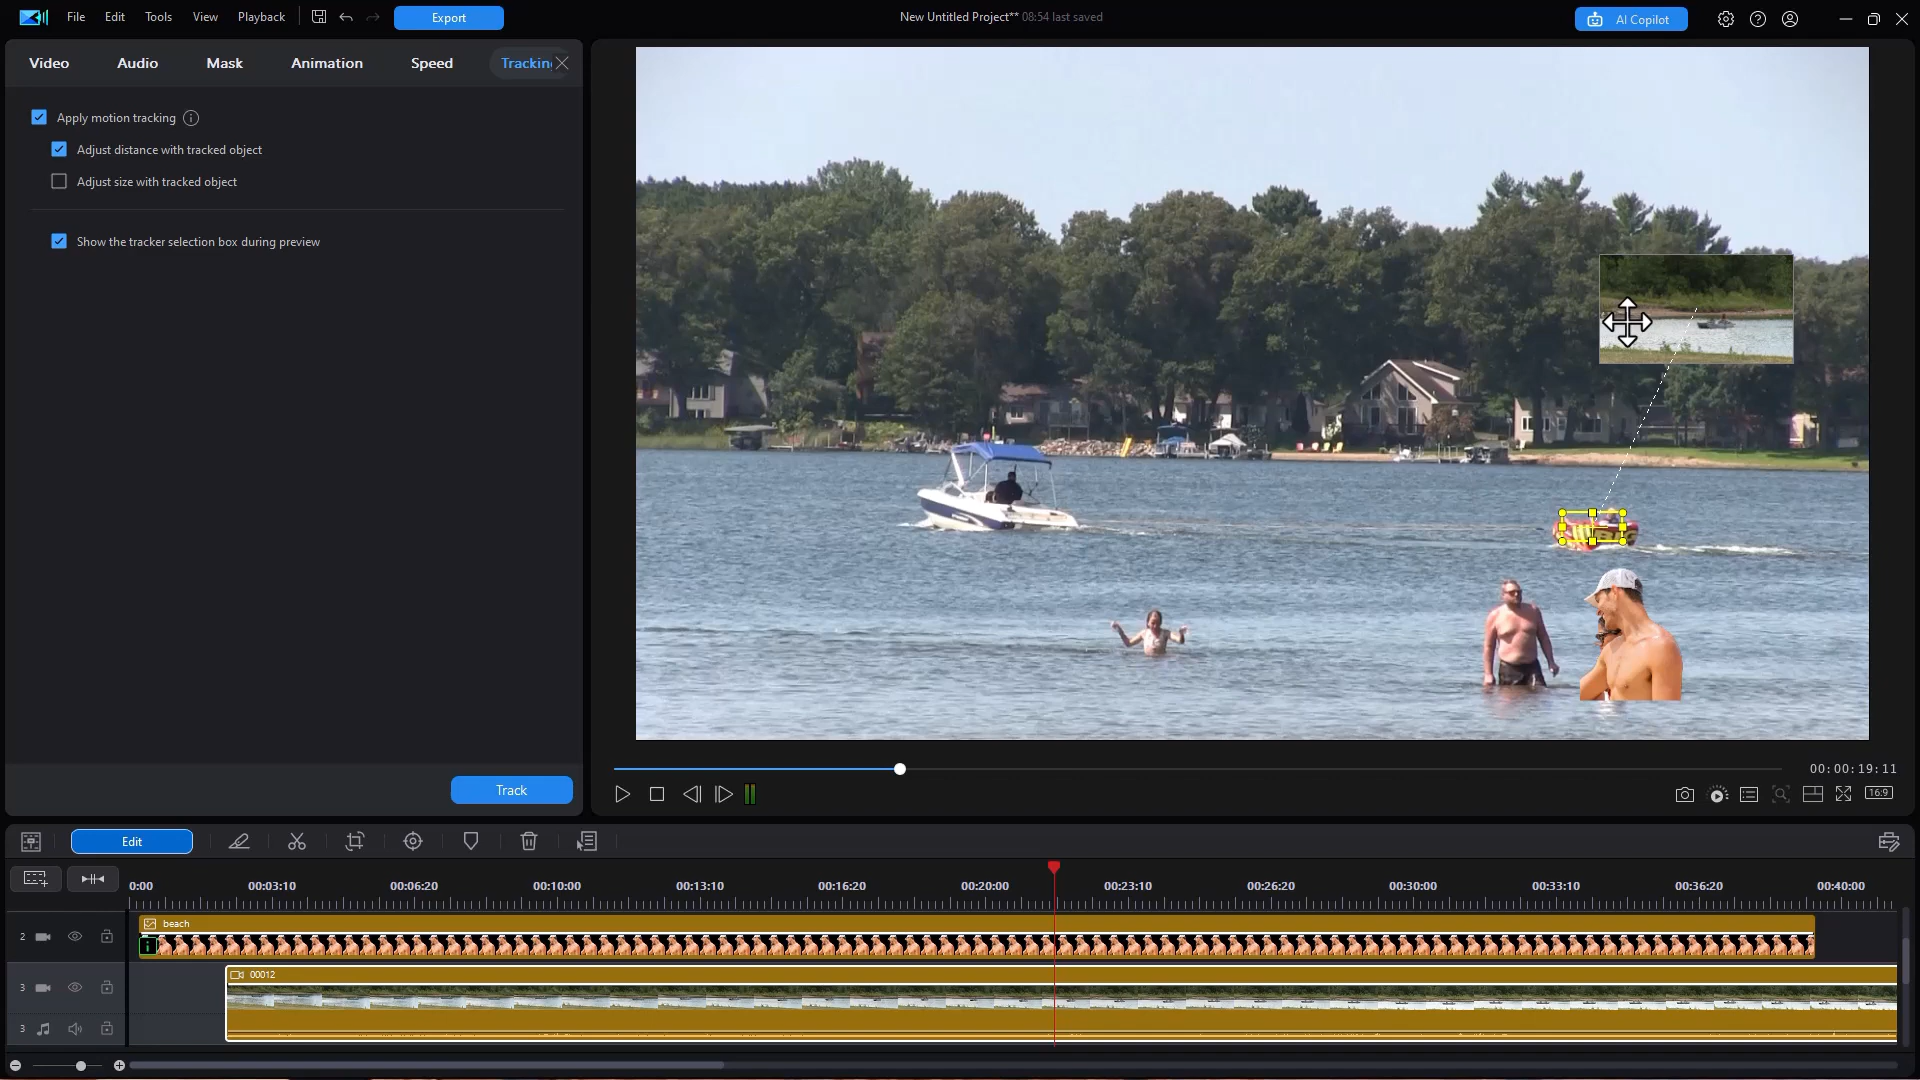 File Edit Tools View Playback Export New Untitled Project** 08:54 last saved AI Copilot
Video Audio Mask Animation Speed Tracking
Apply motion tracking
Adjust distance with tracked object
Adjust size with tracked object
Show the tracker selection box during preview
BIG
Track
00:00:19:11
16:9
Edit
0:00 00:03:10 00:06:20 00:10:00 00:13:10 00:16:20 00:20:00 00:23:10 00:26:20 00:30:00 00:33:10 00:36:20 00:40:00
2 beach
3 00012
3